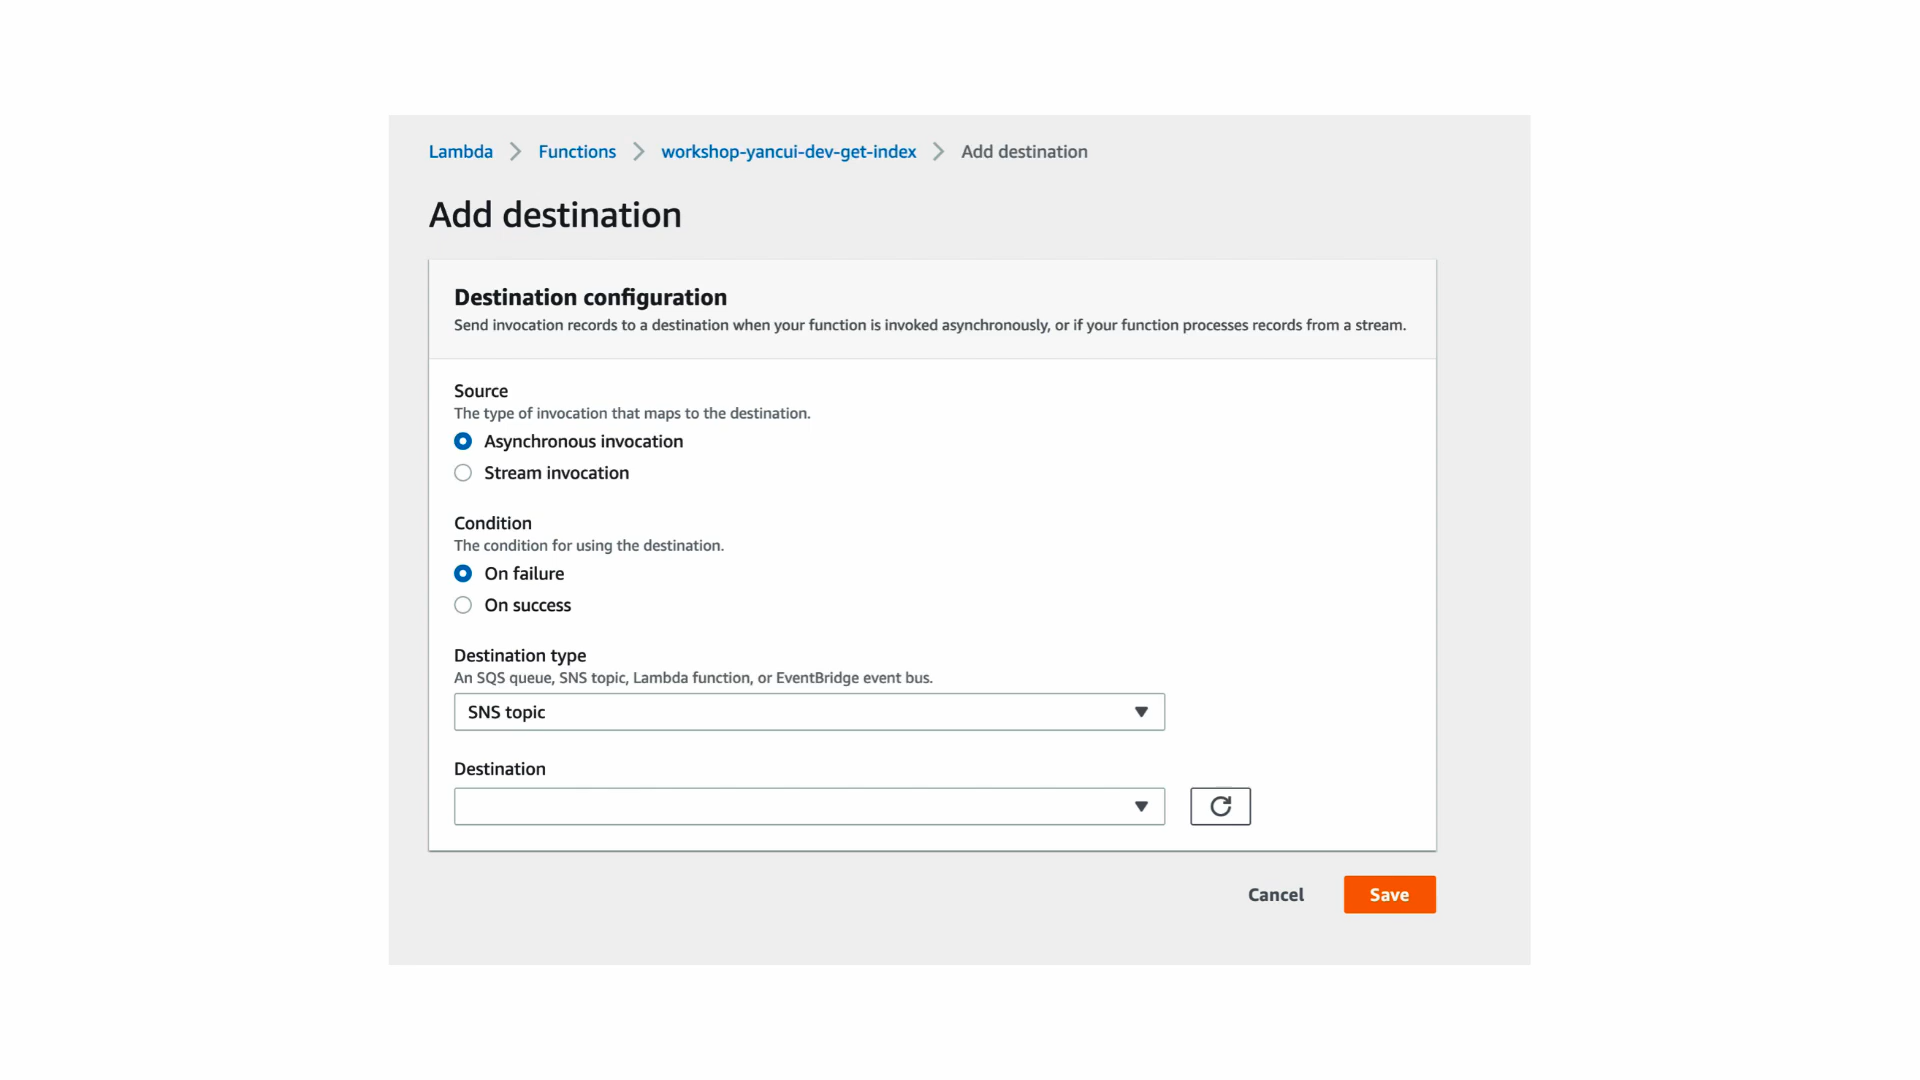 Lambda > Functions > workshop-yancui-dev-get-index > Add destination
Add destination
Destination configuration
Send invocation records to a destination when your function is invoked asynchronously, or if your function processes records from a stream.
Source
The type of invocation that maps to the destination.
Asynchronous invocation
Stream invocation
Condition
The condition for using the destination.
On failure
On success
Destination type
An SQS queue, SNS topic, Lambda function, or EventBridge event bus.
SNS topic
Destination
Cancel Save